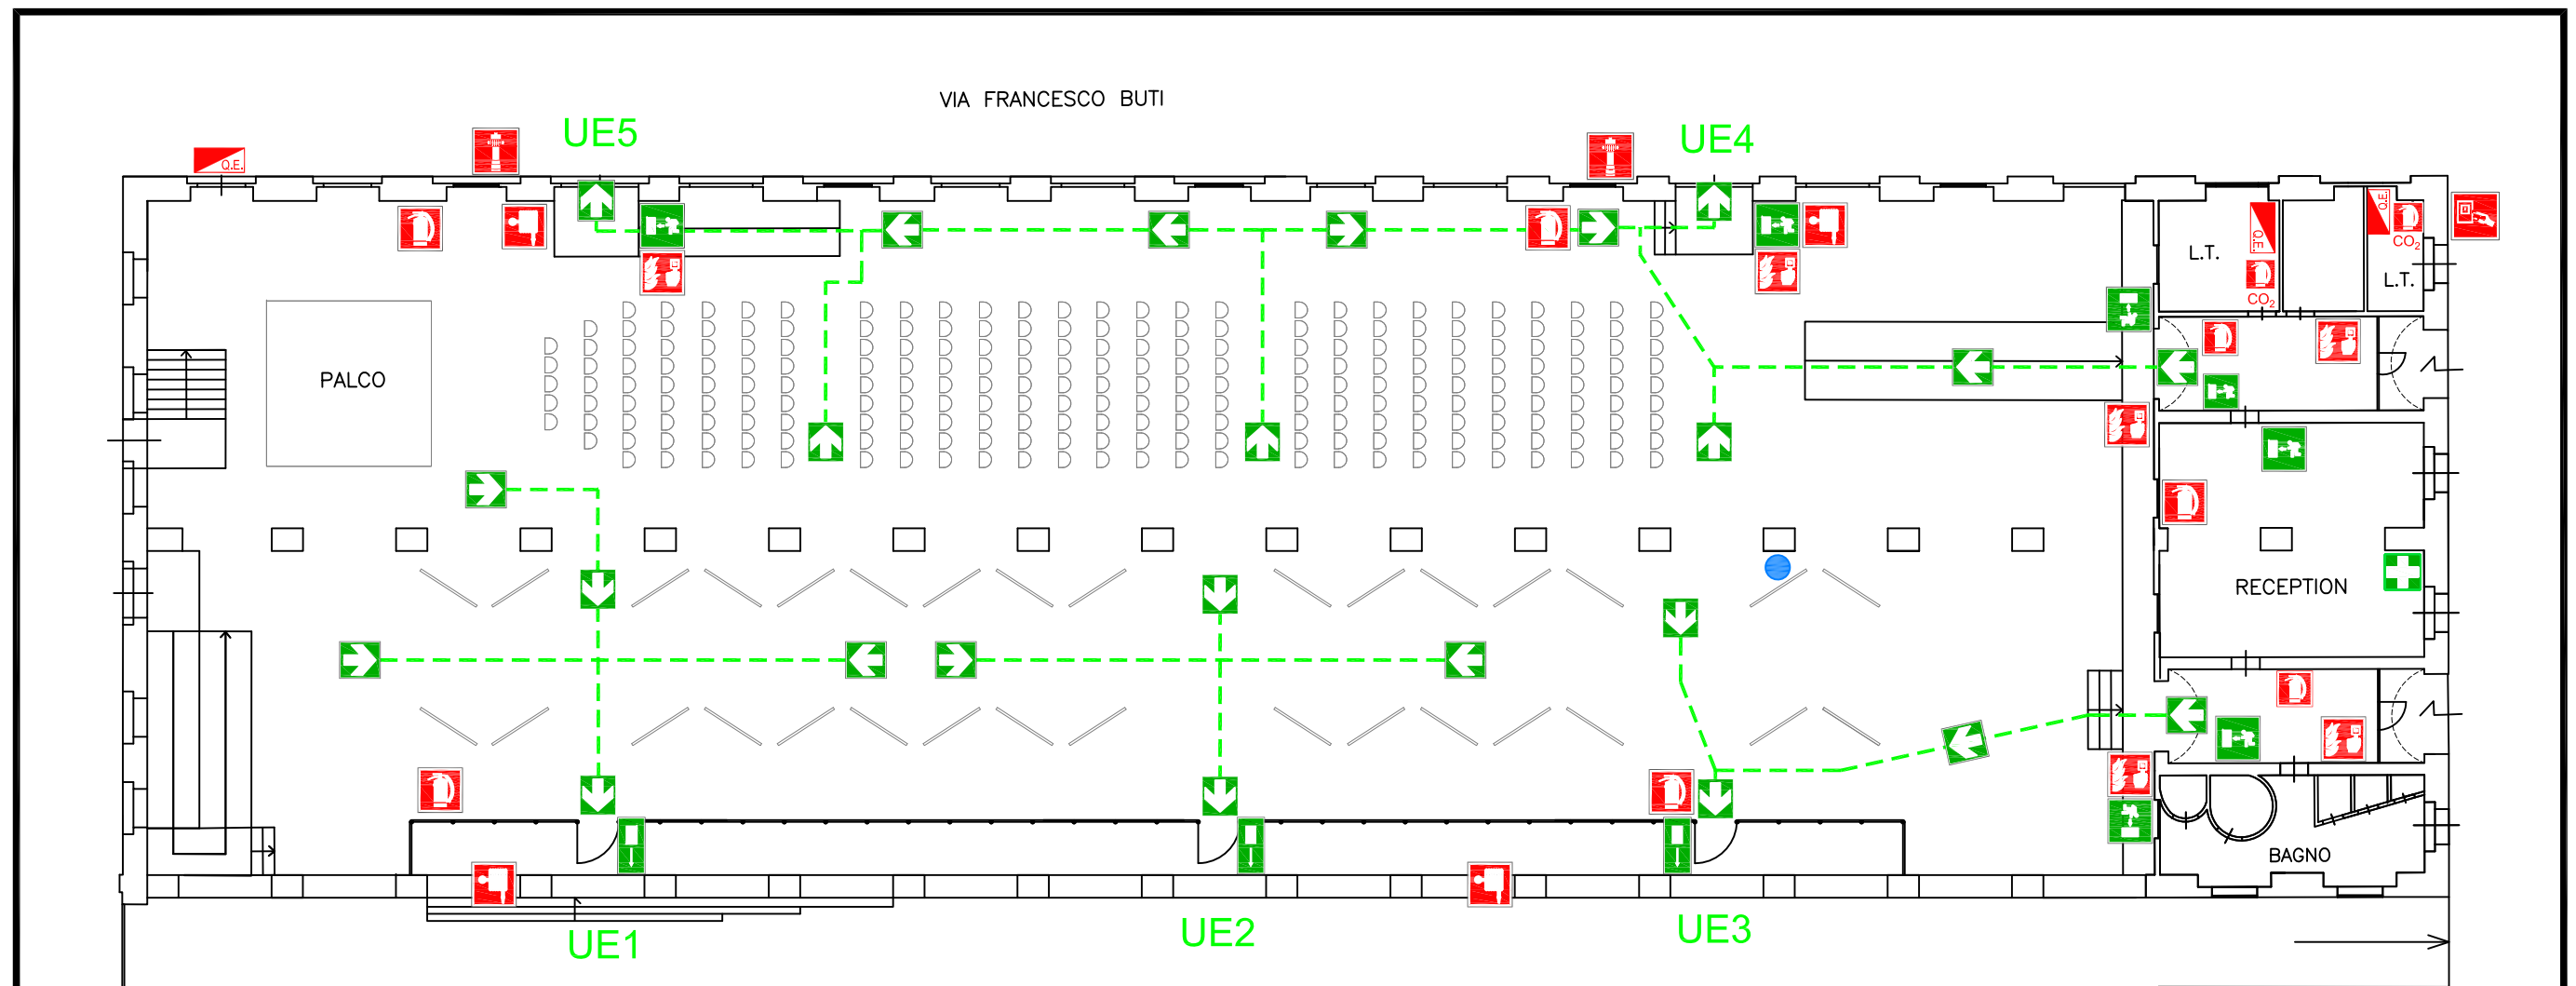 VIA FRANCESCO BUTI
UE5
UE4
Q.E.
Q.E.
Q.E.
L.T.
CO2
L.T.
CO2
PALCO
RECEPTION
BAGNO
UE1
UE2
UE3